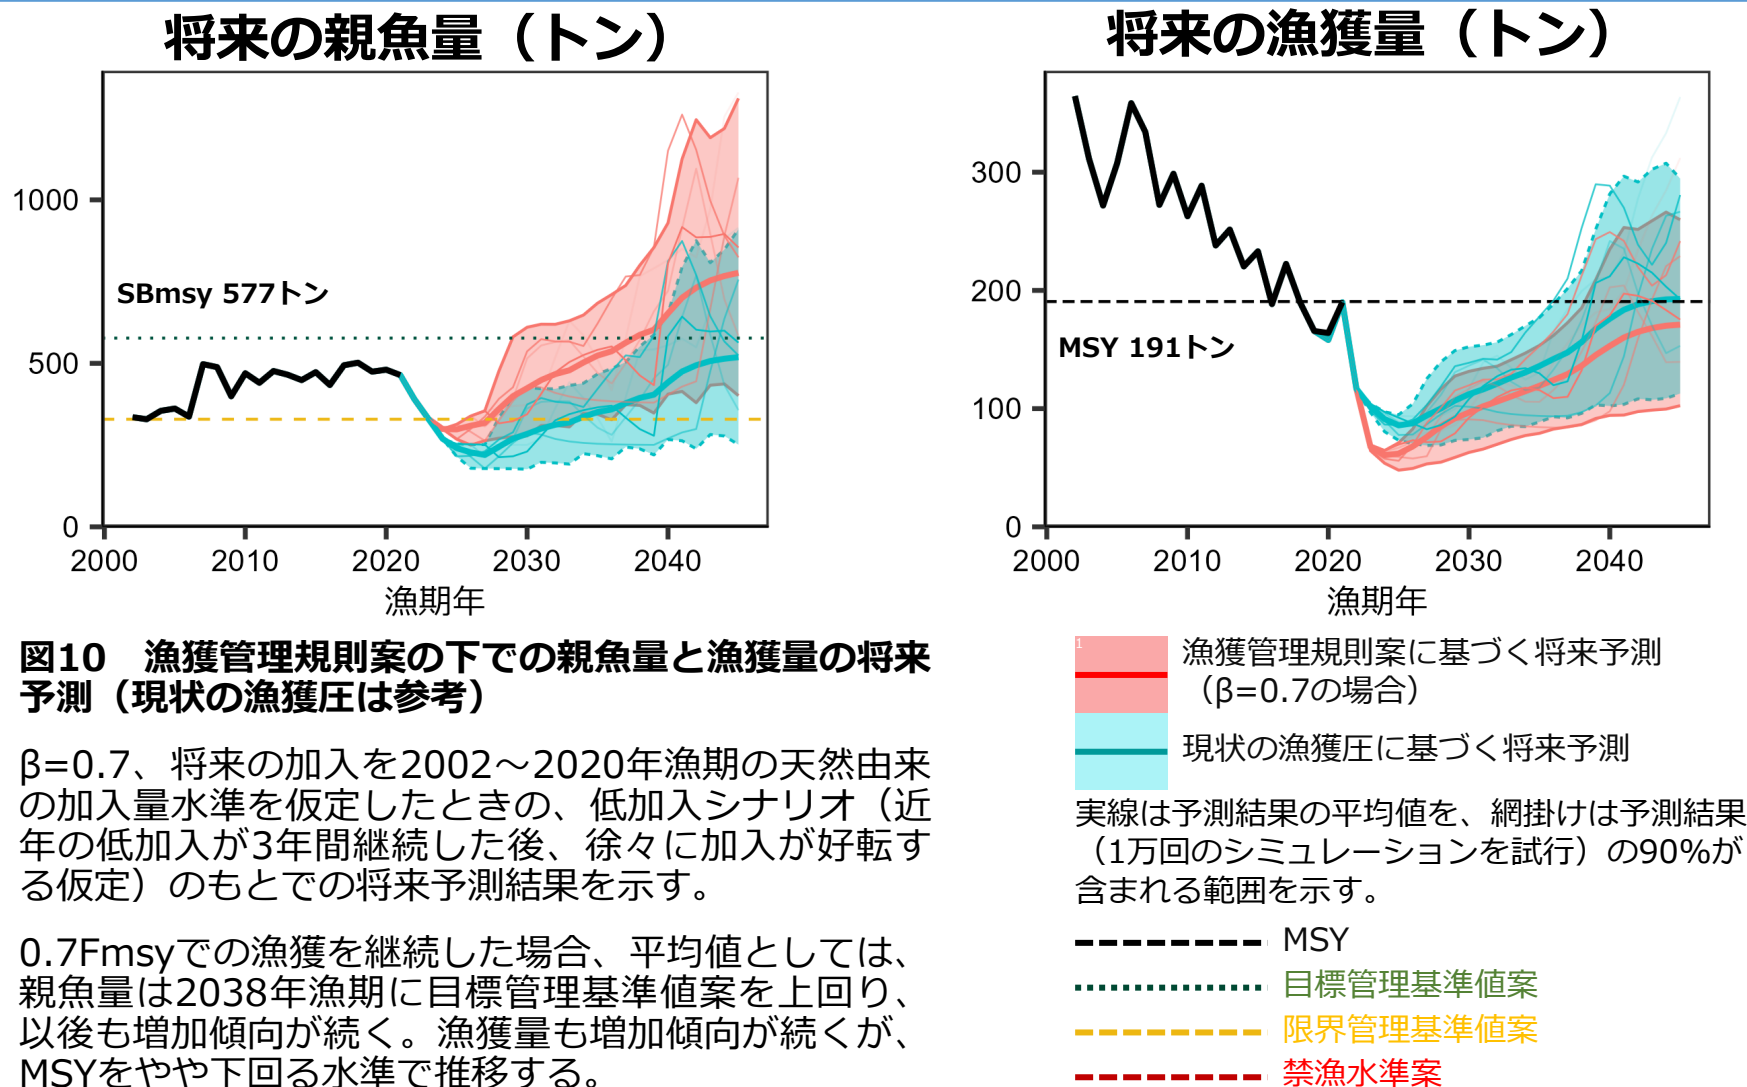 将来の親魚量（トン）
1000
500
0
SBmsy 577トン
2000 2010 2020 2030 2040
漁期年
将来の漁獲量（トン）
300
200
100
0
MSY 191トン
2000 2010 2020 2030 2040
漁期年
図10　漁獲管理規則案の下での親魚量と漁獲量の将来
予測（現状の漁獲圧は参考）
β=0.7、将来の加入を2002～2020年漁期の天然由来
の加入量水準を仮定したときの、低加入シナリオ（近
年の低加入が3年間継続した後、徐々に加入が好転す
る仮定）のもとでの将来予測結果を示す。
0.7Fmsyでの漁獲を継続した場合、平均値としては、
親魚量は2038年漁期に目標管理基準値案を上回り、
以後も増加傾向が続く。漁獲量も増加傾向が続くが、
MSYをやや下回る水準で推移する。
1
漁獲管理規則案に基づく将来予測
（β=0.7の場合）
現状の漁獲圧に基づく将来予測
実線は予測結果の平均値を、網掛けは予測結果
（1万回のシミュレーションを試行）の90%が
含まれる範囲を示す。
MSY
目標管理基準値案
限界管理基準値案
禁漁水準案